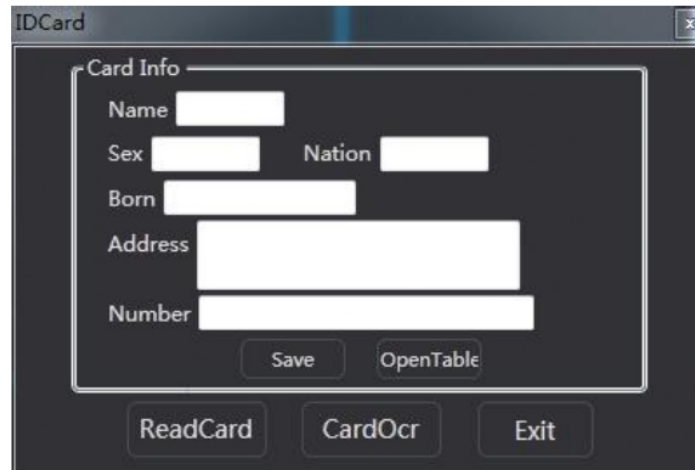 IDCard
Card Info
Name
Sex Nation
Born
Address
Number
Save OpenTable
ReadCard CardOcr Exit